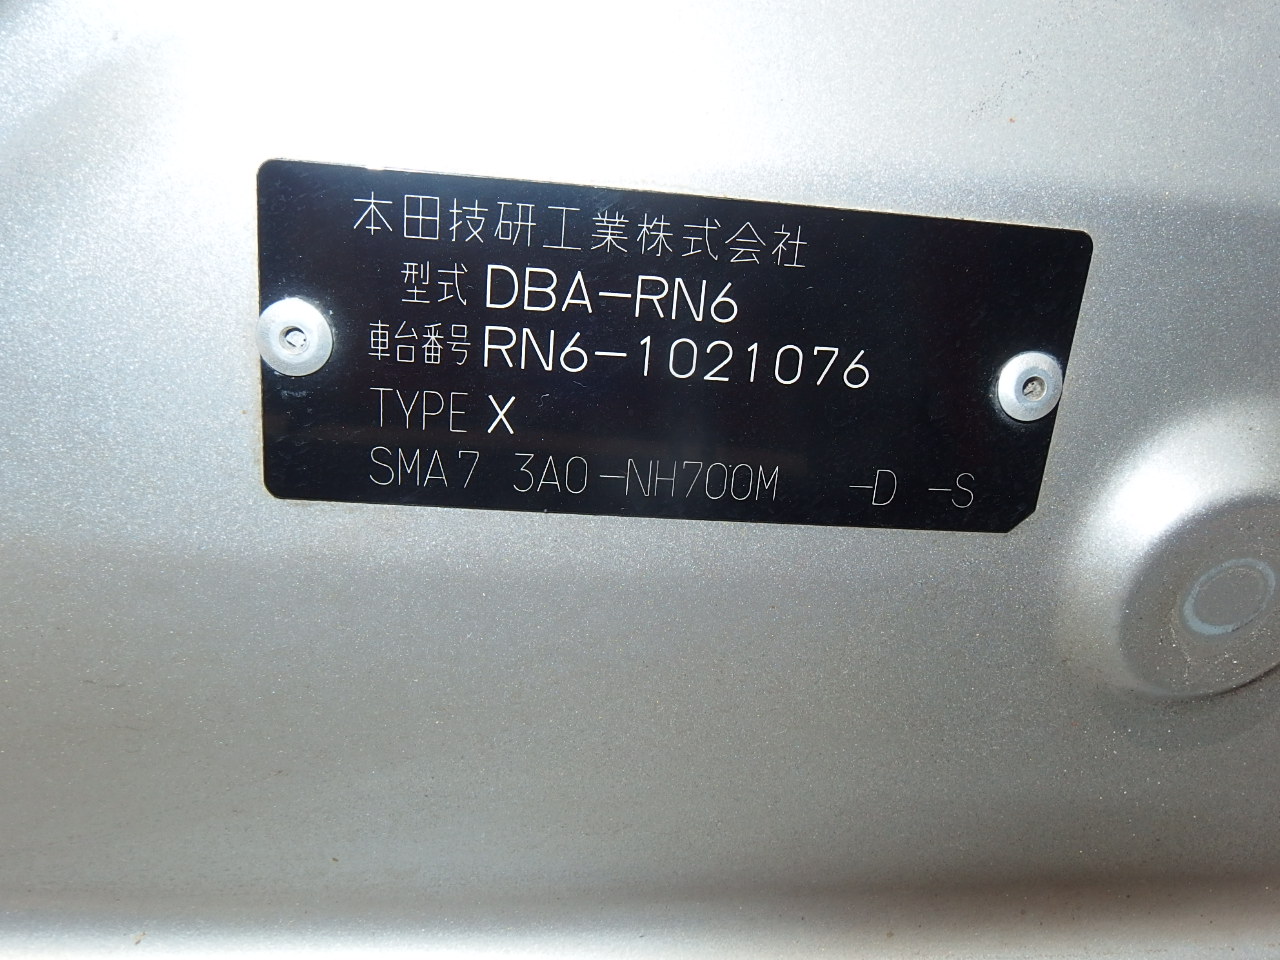 本田技研工業株式会社
型式 DBA-RN6
車台番号 RN6-1021076
TYPE X
SMA7 3A0-NH700M -D -S